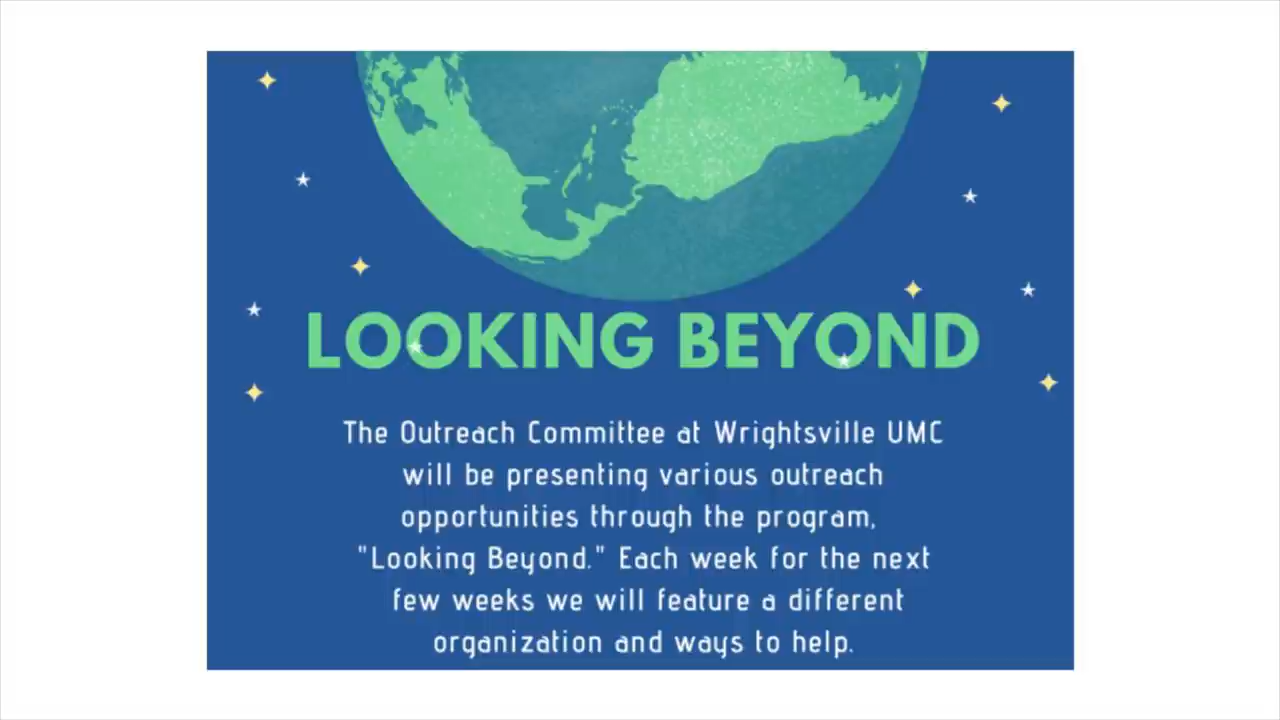 LOOKING BEYOND
The Outreach Committee at Wrightsville UMC
will be presenting various outreach
opportunities through the program,
"Looking Beyond." Each week for the next
few weeks we will feature a different
organization and ways to help.